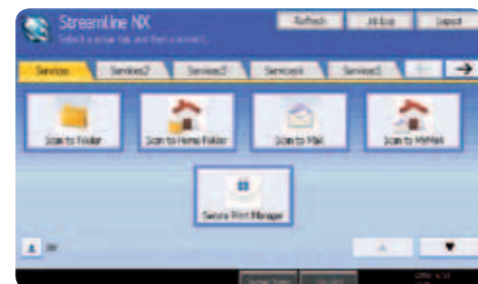 Streamline NX
Refresh
Job Log
Logout
Select a service tab and then a connect.
Services
Services2
Services3
Services4
Services5
Scan to Folder
Scan to Home Folder
Scan to Mail
Scan to MyMail
Secure Print Manager